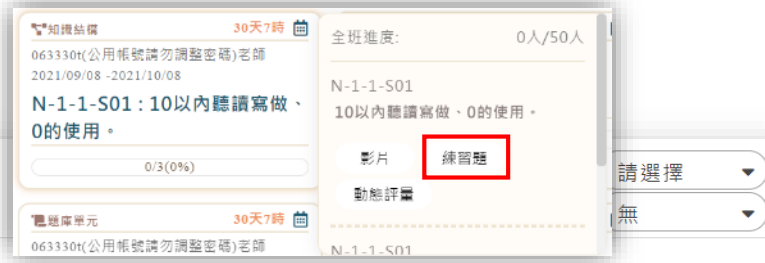 知識結構 30天7時
063330t(公用帳號請勿調整密碼)老師
2021/09/08 -2021/10/08
N-1-1-S01 : 10以內聽讀寫做、
0的使用。
0/3(0%)
題庫單元 30天7時
063330t(公用帳號請勿調整密碼)老師
全班進度: 0人/50人
N-1-1-S01
10以內聽讀寫做、0的使用。
影片 練習題
動態評量
N-1-1-S01
請選擇
無